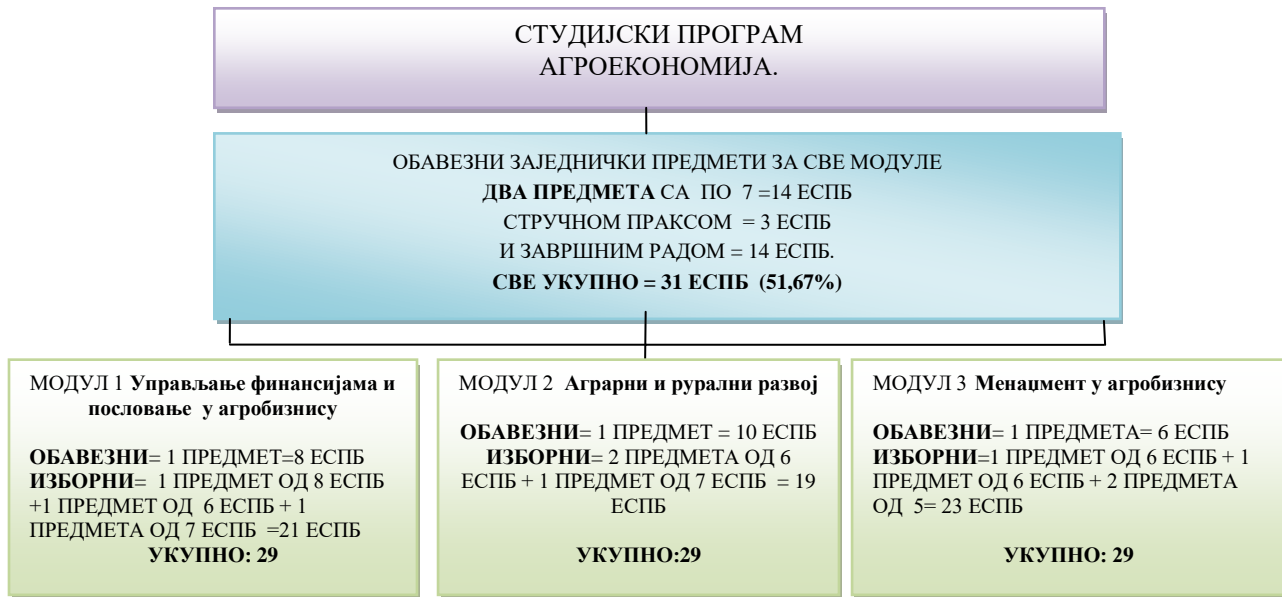 СТУДИЈСКИ ПРОГРАМ
АГРОЕКОНОМИЈА.
ОБАВЕЗНИ ЗАЈЕДНИЧКИ ПРЕДМЕТИ ЗА СВЕ МОДУЛЕ
ДВА ПРЕДМЕТА СА ПО 7 =14 ЕСПБ
СТРУЧНОМ ПРАКСОМ = 3 ЕСПБ
И ЗАВРШНИМ РАДОМ = 14 ЕСПБ.
СВЕ УКУПНО = 31 ЕСПБ (51,67%)
МОДУЛ 1 Управљање финансијама и
пословање у агробизнису
ОБАВЕЗНИ= 1 ПРЕДМЕТ=8 ЕСПБ
ИЗБОРНИ= 1 ПРЕДМЕТ ОД 8 ЕСПБ
+1 ПРЕДМЕТ ОД 6 ЕСПБ + 1
ПРЕДМЕТА ОД 7 ЕСПБ =21 ЕСПБ
УКУПНО: 29
МОДУЛ 2 Аграрни и рурални развој
ОБАВЕЗНИ= 1 ПРЕДМЕТ = 10 ЕСПБ
ИЗБОРНИ= 2 ПРЕДМЕТА ОД 6
ЕСПБ + 1 ПРЕДМЕТ ОД 7 ЕСПБ = 19
ЕСПБ
УКУПНО:29
МОДУЛ 3 Менаџмент у агробизнису
ОБАВЕЗНИ= 1 ПРЕДМЕТА= 6 ЕСПБ
ИЗБОРНИ=1 ПРЕДМЕТ ОД 6 ЕСПБ + 1
ПРЕДМЕТ ОД 6 ЕСПБ + 2 ПРЕДМЕТА
ОД 5= 23 ЕСПБ
УКУПНО: 29